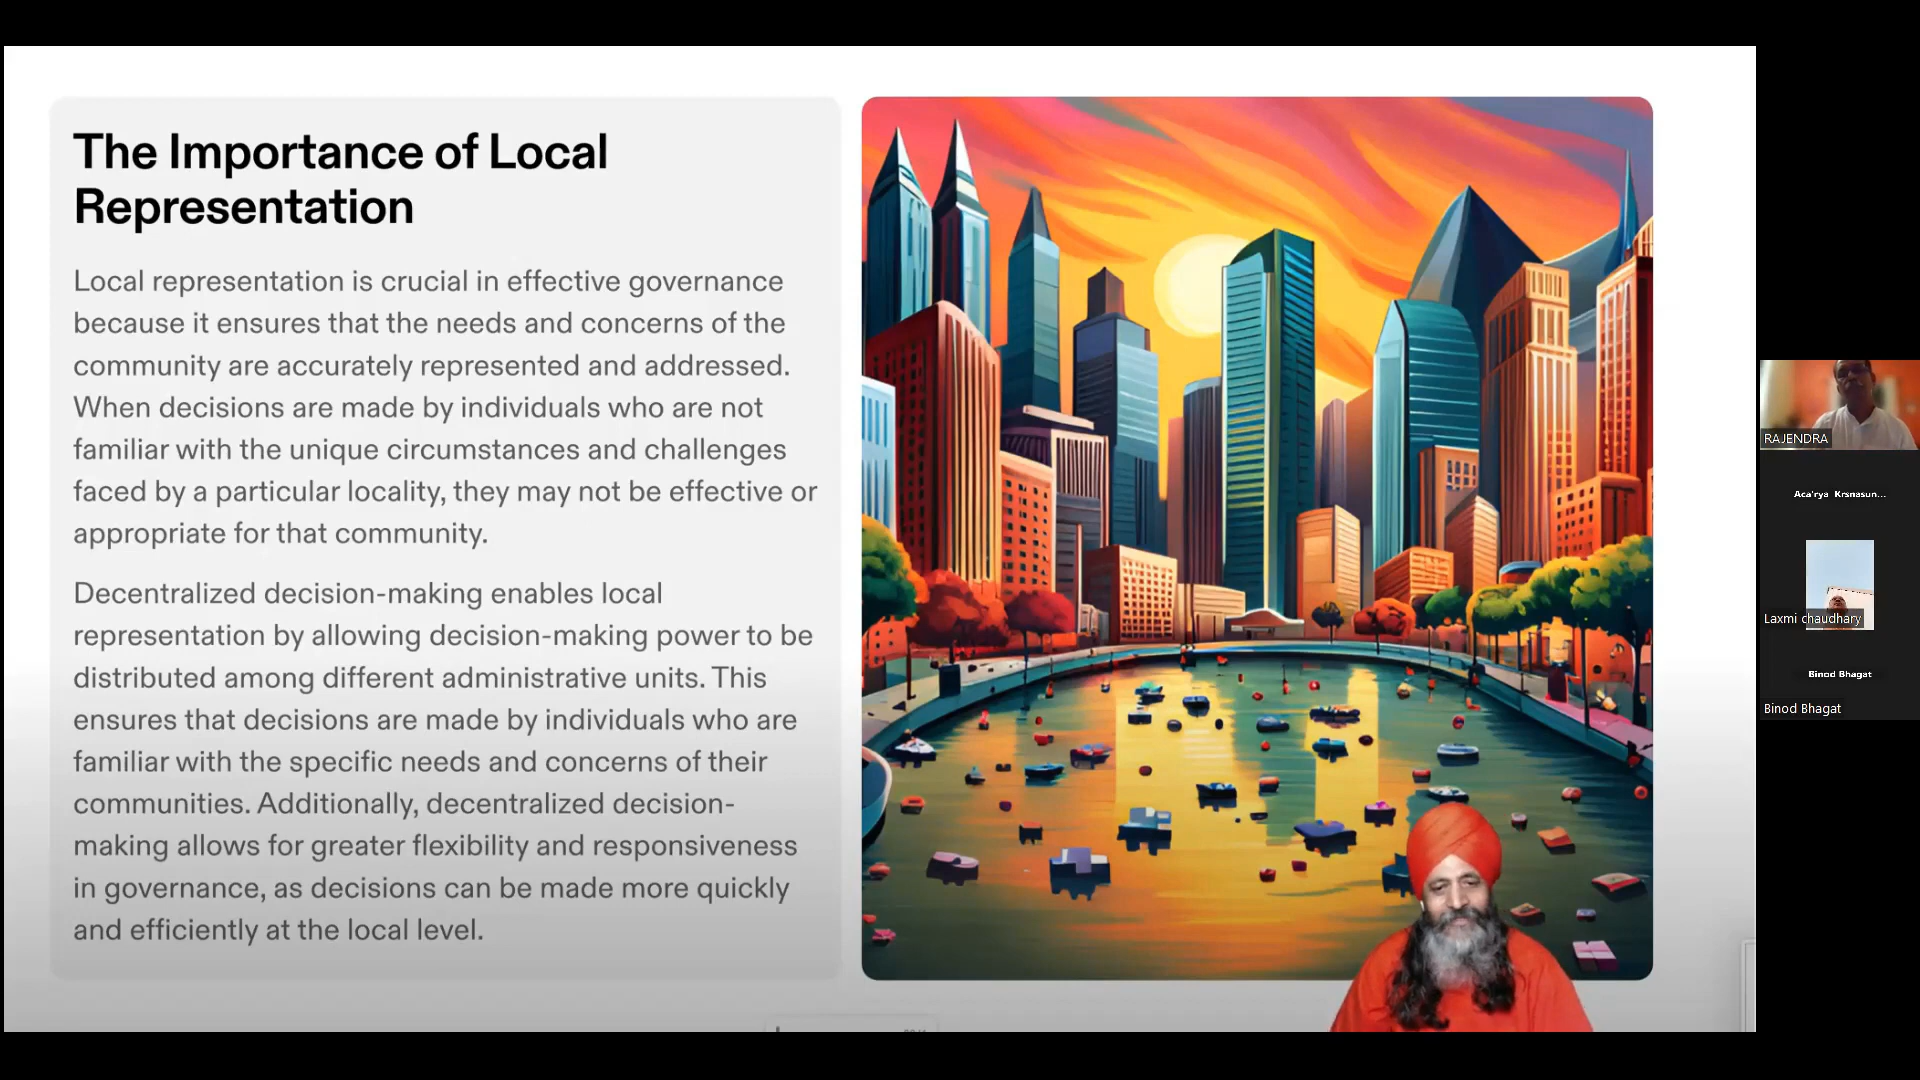 The Importance of Local
Representation
Local representation is crucial in effective governance
because it ensures that the needs and concerns of the
community are accurately represented and addressed.
When decisions are made by individuals who are not
familiar with the unique circumstances and challenges
faced by a particular locality, they may not be effective or
appropriate for that community.
Decentralized decision-making enables local
representation by allowing decision-making power to be
distributed among different administrative units. This
ensures that decisions are made by individuals who are
familiar with the specific needs and concerns of their
communities. Additionally, decentralized decision-
making allows for greater flexibility and responsiveness
in governance, as decisions can be made more quickly
and efficiently at the local level.
RAJENDRA
Aca'rya Krsnasun...
Laxmi chaudhary
Binod Bhagat
Binod Bhagat